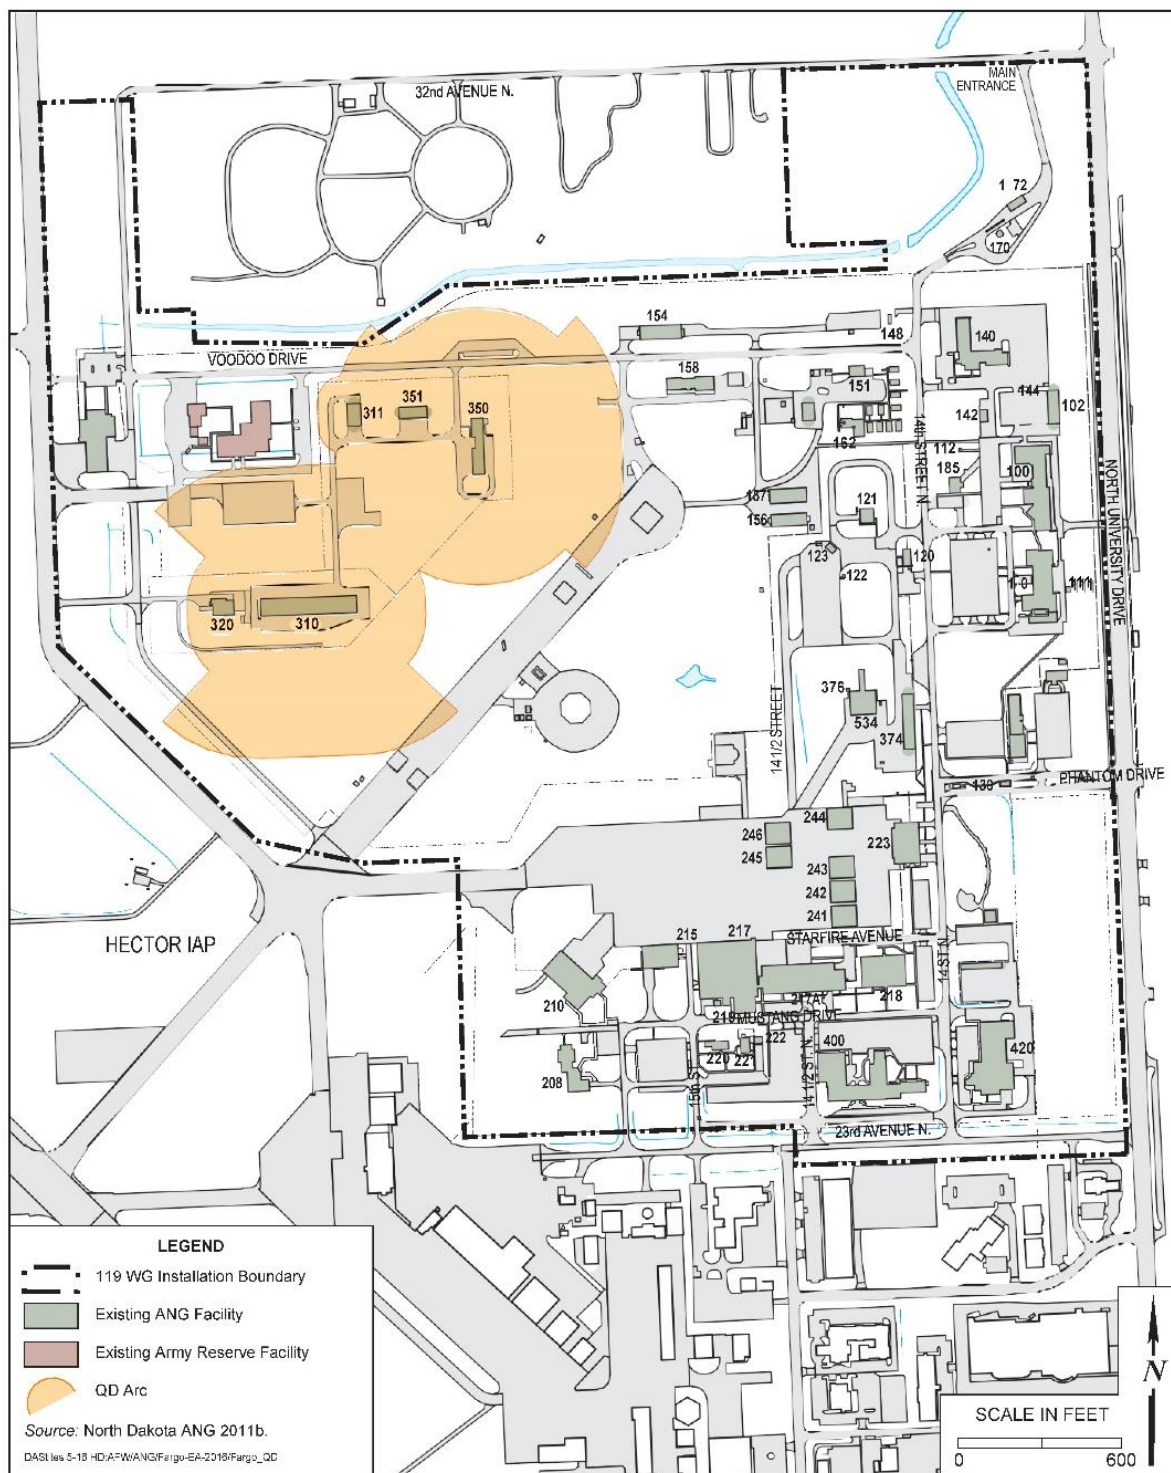 32nd AVENUE N.
MAIN
ENTRANCE
1 72
170
154
148
VOODOO DRIVE
140
158
151
311
351
350
144
102
142
162
14th STREET N.
112
185
100
187
121
156
123
120
122
NORTH UNIVERSITY DRIVE
111
320
310
376
534
374
14 1/2 STREET
PHANTOM DRIVE
130
244
246
223
245
243
242
241
HECTOR IAP
215
217
STARFIRE AVENUE
14 ST. N.
210
217A
218
219
MUSTANG DRIVE
222
400
220
420
208
14 1/2 ST. N.
23rd AVENUE N.
LEGEND
119 WG Installation Boundary
Existing ANG Facility
Existing Army Reserve Facility
QD Arc
Source: North Dakota ANG 2011b.
SCALE IN FEET
0 600
N